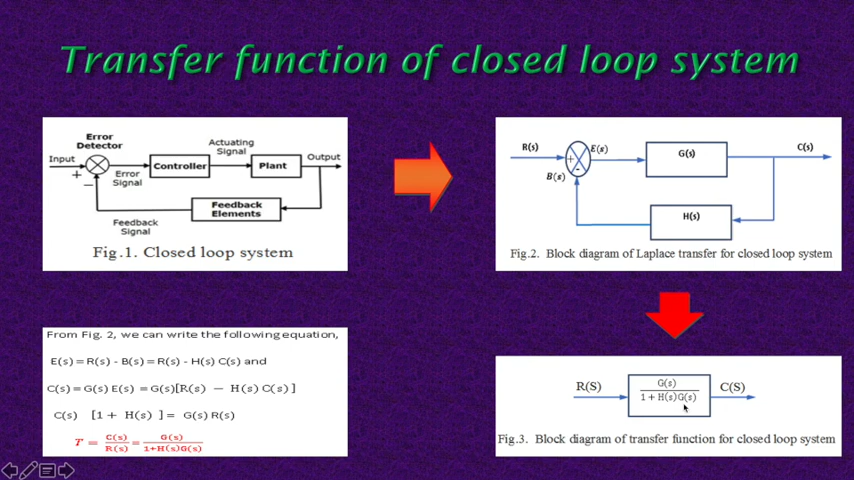 Transfer function of closed loop system
Error
Detector
Input
+
−
Error
Signal
Controller
Actuating
Signal
Plant
Output
Feedback
Elements
Feedback
Signal
Fig.1. Closed loop system
R(s)
+
-
E(s)
B(s)
G(s)
C(s)
H(s)
Fig.2. Block diagram of Laplace transfer for closed loop system
From Fig. 2, we can write the following equation,
E(s) = R(s) - B(s) = R(s) - H(s) C(s) and
C(s) = G(s) E(s) = G(s)[R(s) − H(s) C(s)]
C(s) [1 + H(s) ] = G(s) R(s)
T = C(s)/R(s) = G(s)/1+H(s)G(s)
R(S)
G(s)
1 + H(s)G(s)
C(S)
Fig.3. Block diagram of transfer function for closed loop system